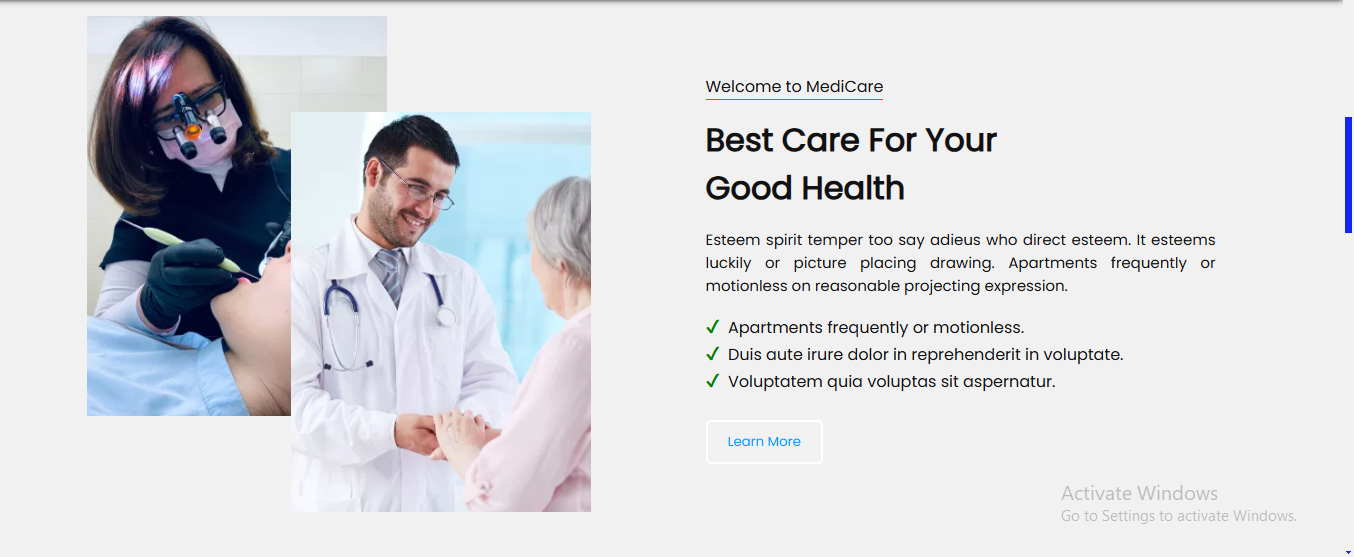 Welcome to MediCare
Best Care For Your
Good Health
Esteem spirit temper too say adieus who direct esteem. It esteems
luckily or picture placing drawing. Apartments frequently or
motionless on reasonable projecting expression.
Apartments frequently or motionless.
Duis aute irure dolor in reprehenderit in voluptate.
Voluptatem quia voluptas sit aspernatur.
Learn More
Activate Windows
Go to Settings to activate Windows.